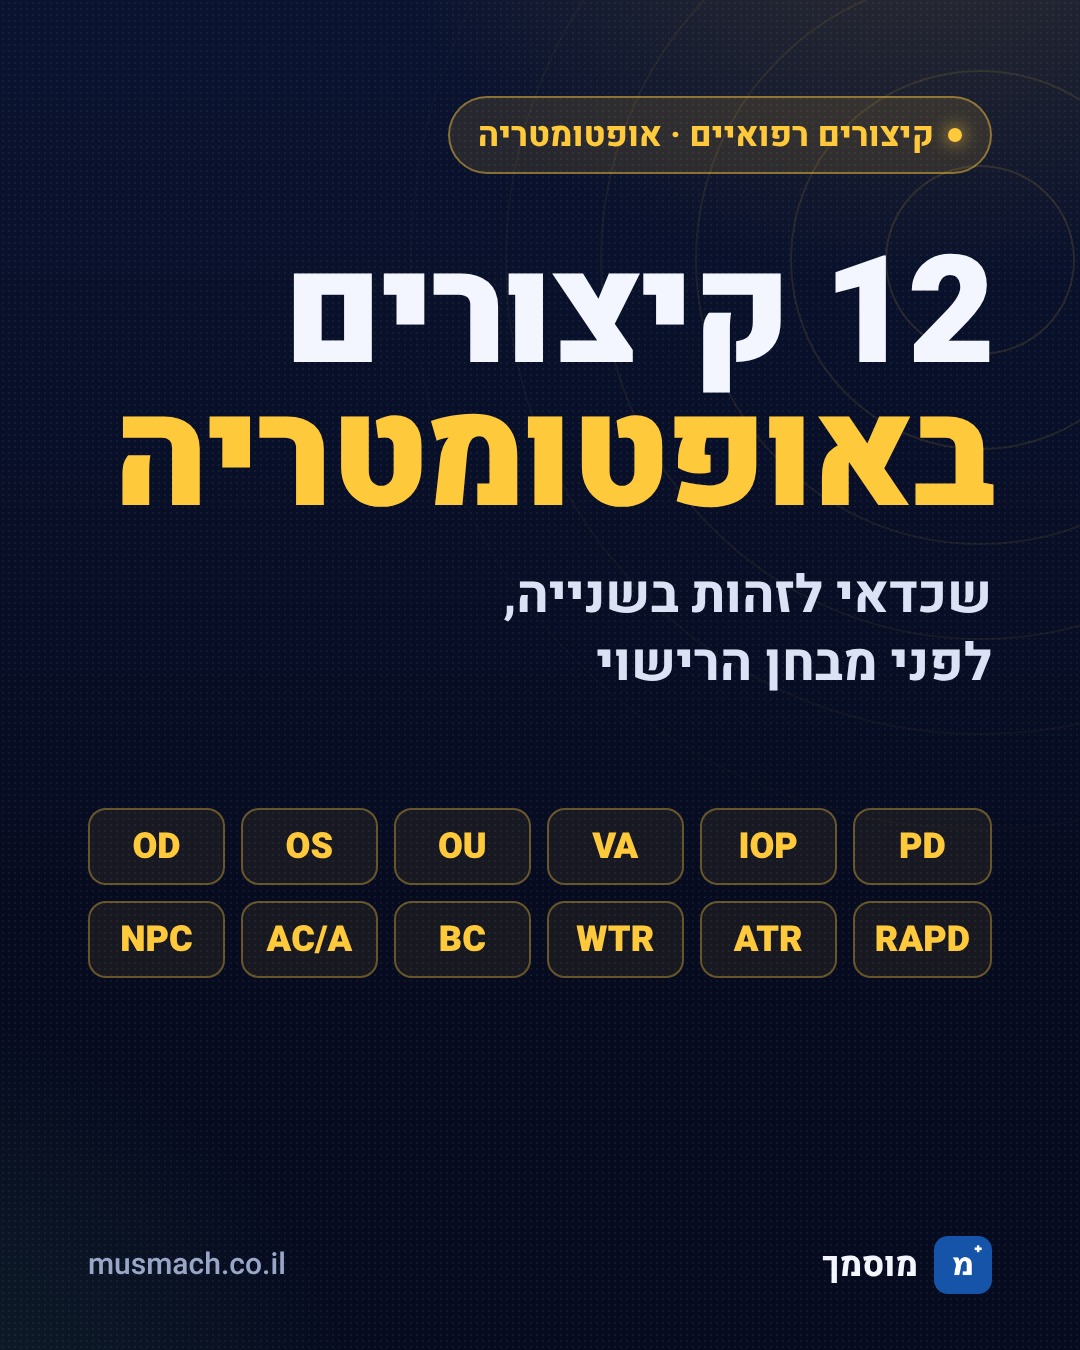 קיצורים רפואיים · אופטומטריה
12 קיצורים
באופטומטריה
שכדאי לזהות בשנייה,
לפני מבחן הרישוי
OD OS OU VA IOP PD
NPC AC/A BC WTR ATR RAPD
מ מוסמך
musmach.co.il